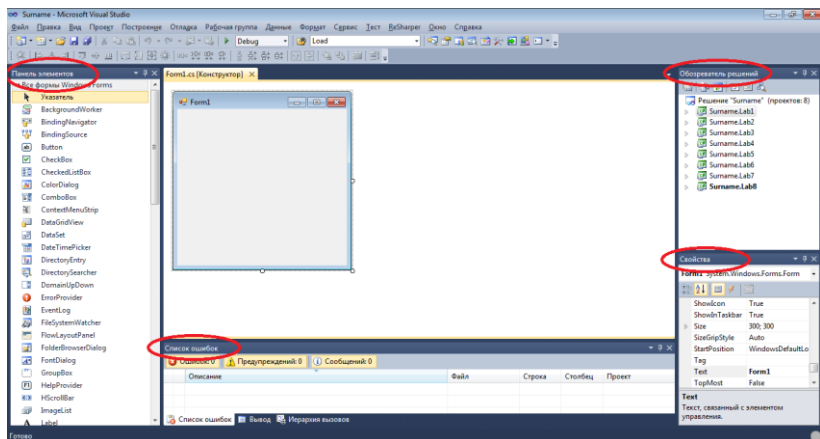 Surname - Microsoft Visual Studio
Файл Правка Вид Проект Построение Отладка Рабочая группа Данные Формат Сервис Тест ReSharper Окно Справка
Debug Load
Панель элементов
Все формы Windows Forms
Указатель
BackgroundWorker
BindingNavigator
BindingSource
Button
CheckBox
CheckedListBox
ColorDialog
ComboBox
ContextMenuStrip
DataGridView
DataSet
DateTimePicker
DirectoryEntry
DirectorySearcher
DomainUpDown
ErrorProvider
EventLog
FileSystemWatcher
FlowLayoutPanel
FolderBrowserDialog
FontDialog
GroupBox
HelpProvider
HScrollBar
ImageList
Label
Form1.cs [Конструктор]
Form1
Список ошибок
Ошибок: 0 Предупреждений: 0 Сообщений: 0
Описание Файл Строка Столбец Проект
Список ошибок Вывод Иерархия вызовов
Обозреватель решений
Решение "Surname" (проектов: 8)
Surname.Lab1
Surname.Lab2
Surname.Lab3
Surname.Lab4
Surname.Lab5
Surname.Lab6
Surname.Lab7
Surname.Lab8
Свойства
Form1 System.Windows.Forms.Form
ShowIcon True
ShowInTaskbar True
Size 300; 300
SizeGripStyle Auto
StartPosition WindowsDefaultLo
Tag
Text Form1
TopMost False
Text
Текст, связанный с элементом
управления.
Готово